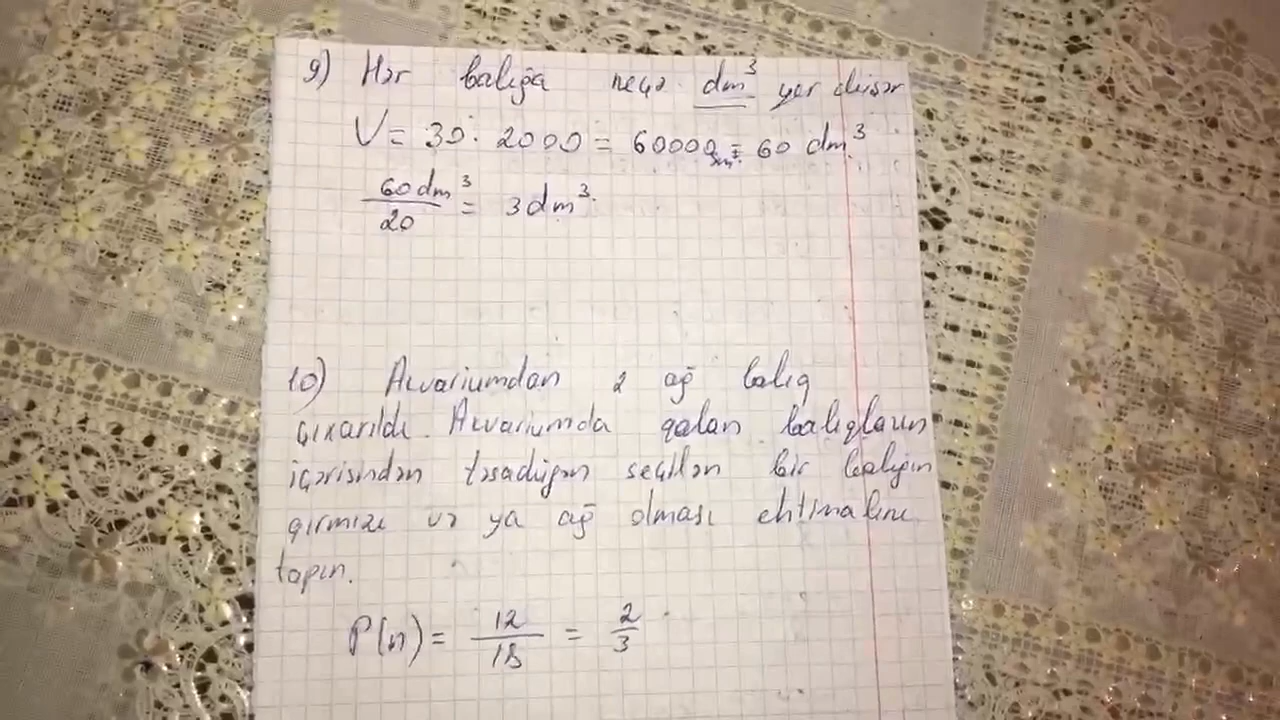 9) Hər balığa neçə dm³ yer düşər
V = 30 · 2000 = 60000 sm³ = 60 dm³.
60 dm³ / 20 = 3 dm³.
10) Akvariumdan 2 ağ balıq
çıxarıldı. Akvariumda qalan balıqların
içərisindən təsadüfən seçilən bir balığın
qırmızı və ya ağ olması ehtimalını
tapın.
P(n) = 12/18 = 2/3